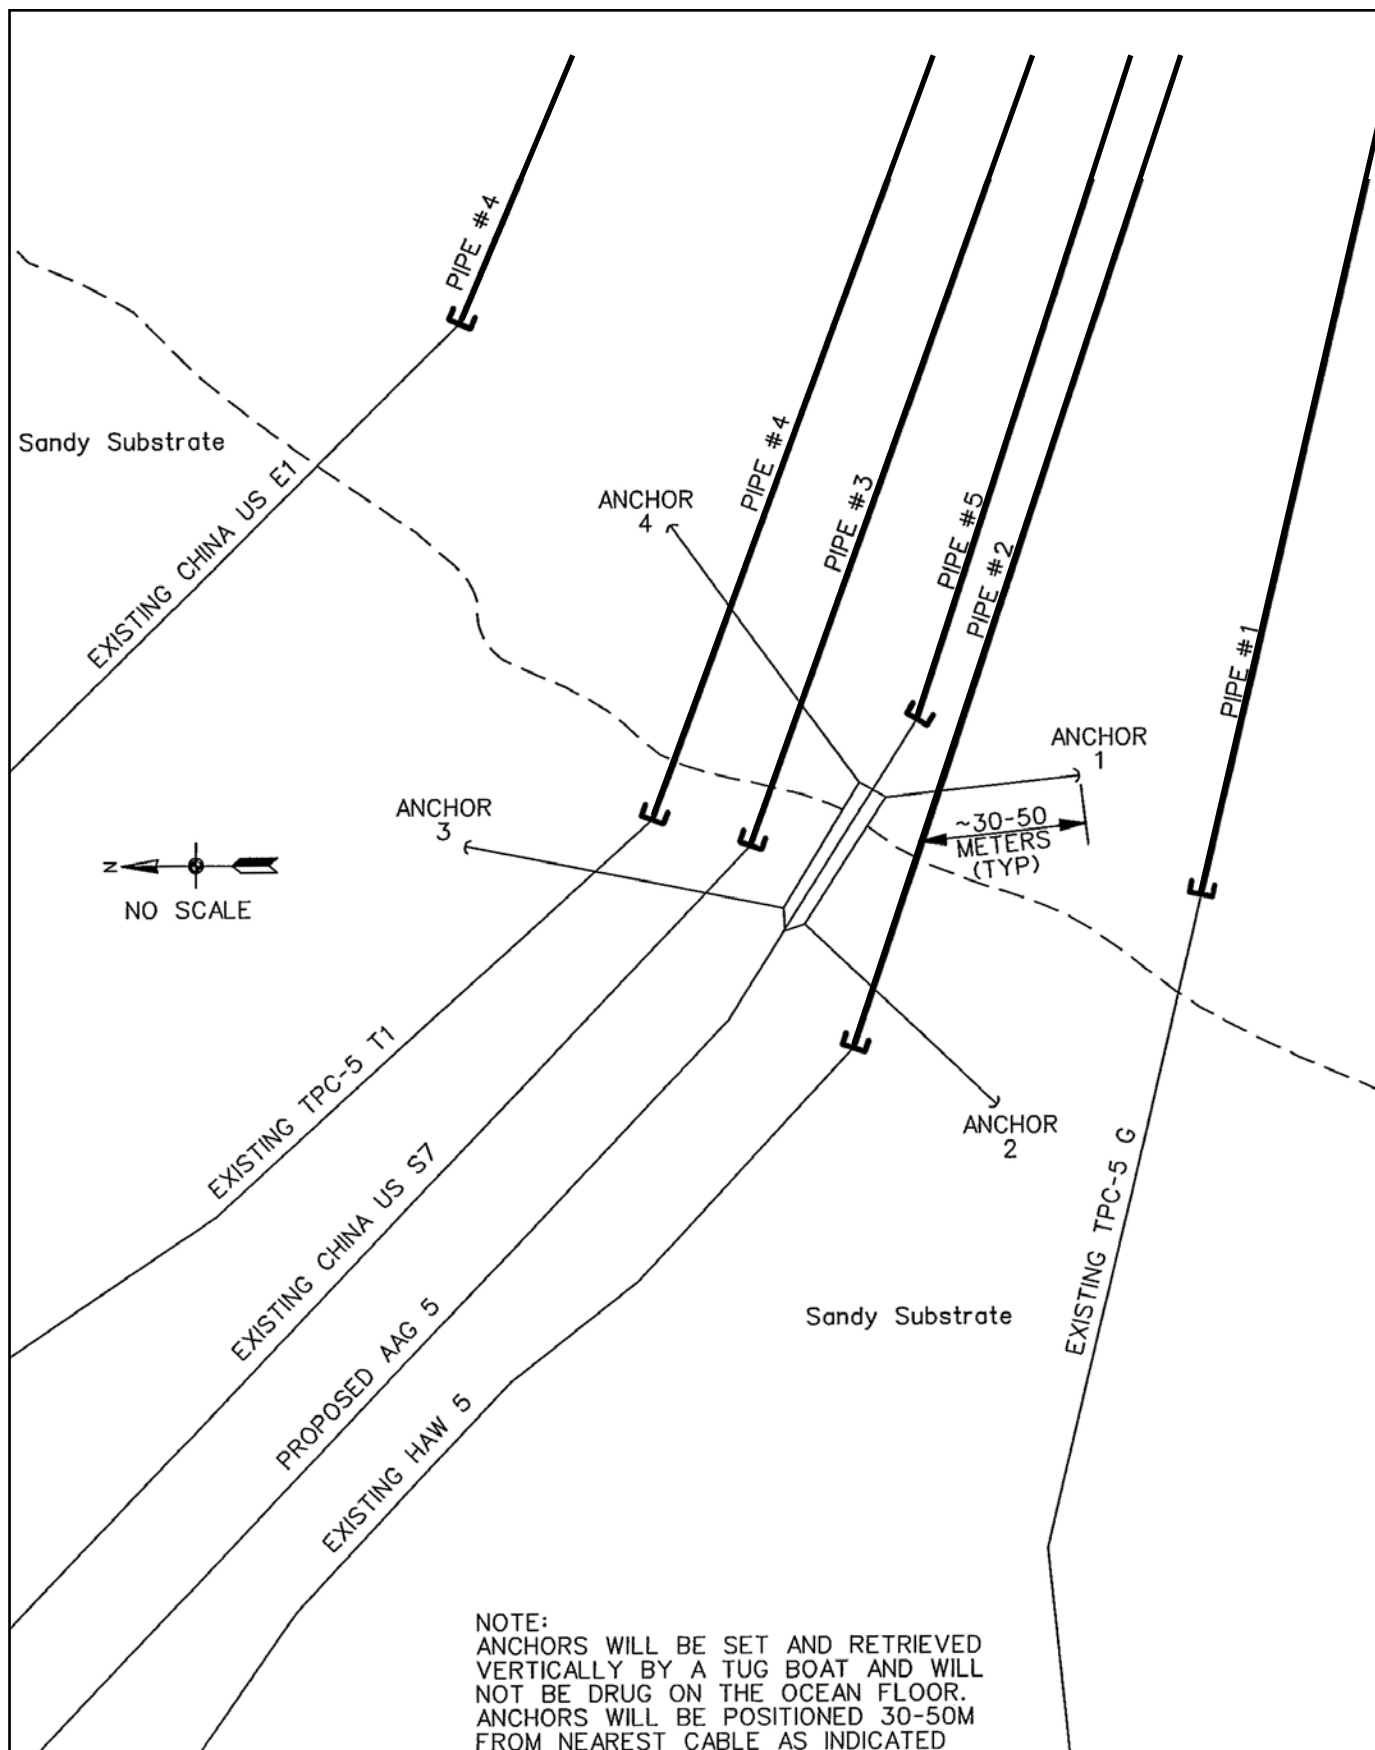 PIPE #4
Sandy Substrate
EXISTING CHINA US E1
ANCHOR
4
PIPE #4
PIPE #3
PIPE #5
PIPE #2
PIPE #1
ANCHOR
1
ANCHOR
3
~30-50
METERS
(TYP)
N
NO SCALE
EXISTING TPC-5 T1
ANCHOR
2
EXISTING CHINA US S7
EXISTING TPC-5 G
PROPOSED AAG 5
Sandy Substrate
EXISTING HAW 5
NOTE:
ANCHORS WILL BE SET AND RETRIEVED
VERTICALLY BY A TUG BOAT AND WILL
NOT BE DRUG ON THE OCEAN FLOOR.
ANCHORS WILL BE POSITIONED 30-50M
FROM NEAREST CABLE AS INDICATED